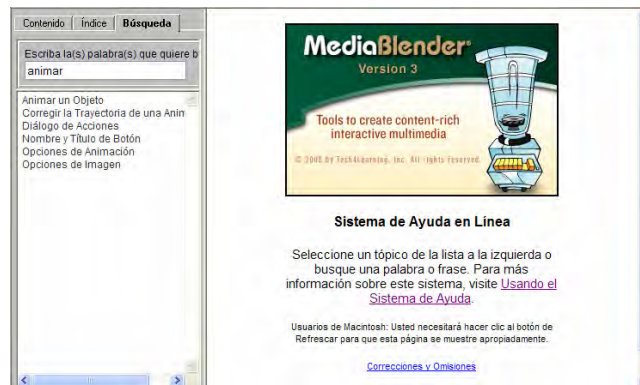 Contenido
Índice
Búsqueda
Escriba la(s) palabra(s) que quiere b
animar
Animar un Objeto
Corregir la Trayectoria de una Anim
Diálogo de Acciones
Nombre y Título de Botón
Opciones de Animación
Opciones de Imagen
MediaBlender
Version 3
Tools to create content-rich
interactive multimedia
by Tech4Learning, Inc. All rights reserved.
Sistema de Ayuda en Línea
Seleccione un tópico de la lista a la izquierda o
busque una palabra o frase. Para más
información sobre este sistema, visite Usando el
Sistema de Ayuda.
Usuarios de Macintosh: Usted necesitará hacer clic al botón de
Refrescar para que esta página se muestre apropiadamente.
Correcciones y Omisiones